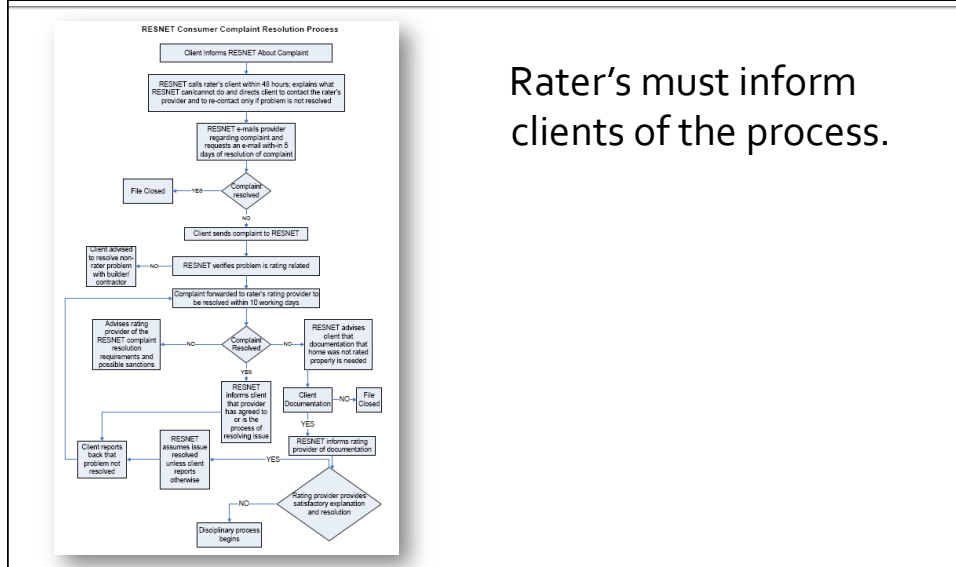 RESNET Consumer Complaint Resolution Process
Client Informs RESNET About Complaint
RESNET calls rater's client within 48 hours; explains what
RESNET can/cannot do and directs client to contact the rater's
provider and to re-contact only if problem is not resolved
RESNET e-mails provider
regarding complaint and
requests an e-mail with-in 5
days of resolution of complaint
File Closed
YES
Complaint
resolved
NO
Client sends complaint to RESNET
Client advised
to resolve non-
rater problem
with builder/
contractor
NO
RESNET verifies problem is rating related
Complaint forwarded to rater's rating provider to
be resolved within 10 working days
Advises rating
provider of the
RESNET complaint
resolution
requirements and
possible sanctions
NO
Complaint
Resolved
NO
RESNET advises
client that
documentation that
home was not rated
properly is needed
YES
RESNET
informs client
that provider
has agreed to
or is the
process of
resolving issue
Client
Documentation
NO
File
Closed
YES
RESNET informs rating
provider of documentation
Client reports
back that
problem not
resolved
RESNET
assumes issue
resolved
unless client
reports
otherwise
YES
Rating provider provides
satisfactory explanation
and resolution
NO
Disciplinary process
begins
Rater's must inform
clients of the process.